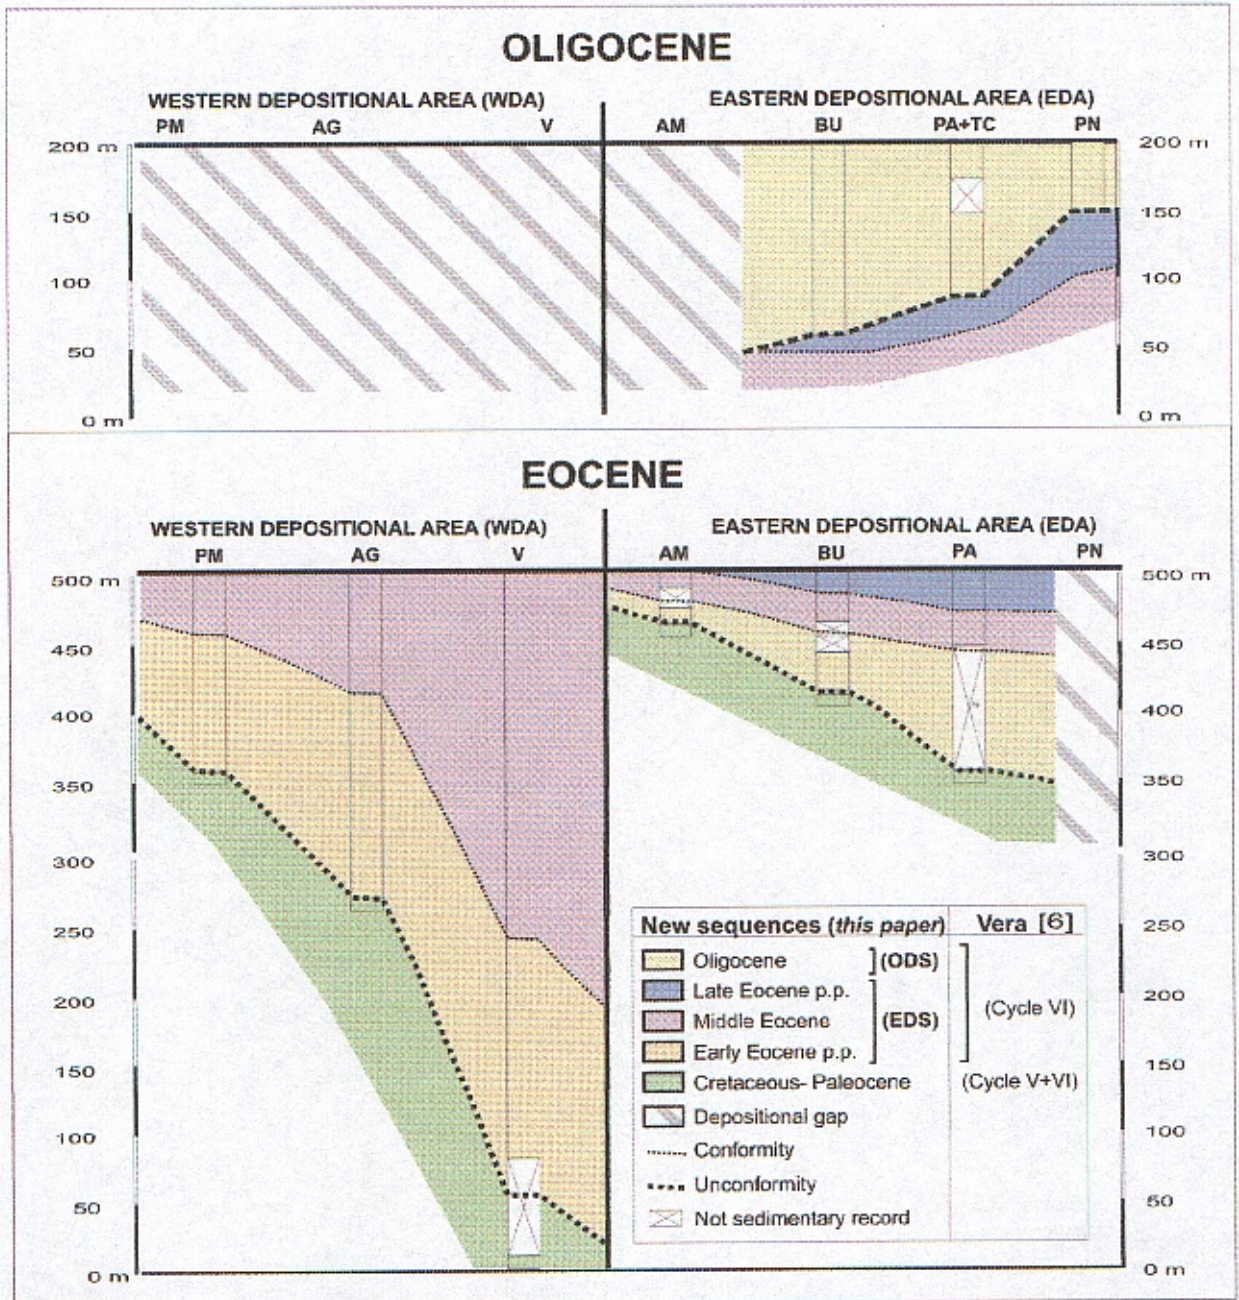 OLIGOCENE
WESTERN DEPOSITIONAL AREA (WDA) EASTERN DEPOSITIONAL AREA (EDA)
PM AG V AM BU PA+TC PN
200 m 200 m
150 150
100 100
50 50
0 m 0 m
EOCENE
WESTERN DEPOSITIONAL AREA (WDA) EASTERN DEPOSITIONAL AREA (EDA)
PM AG V AM BU PA PN
500 m 500 m
450 450
400 400
350 350
300 300
250 250
200 200
150 150
100 100
50 50
0 m 0 m
New sequences (this paper) Vera [6]
Oligocene (ODS)
Late Eocene p.p.
Middle Eocene (EDS) (Cycle VI)
Early Eocene p.p.
Cretaceous- Paleocene (Cycle V+VI)
Depositional gap
Conformity
Unconformity
Not sedimentary record